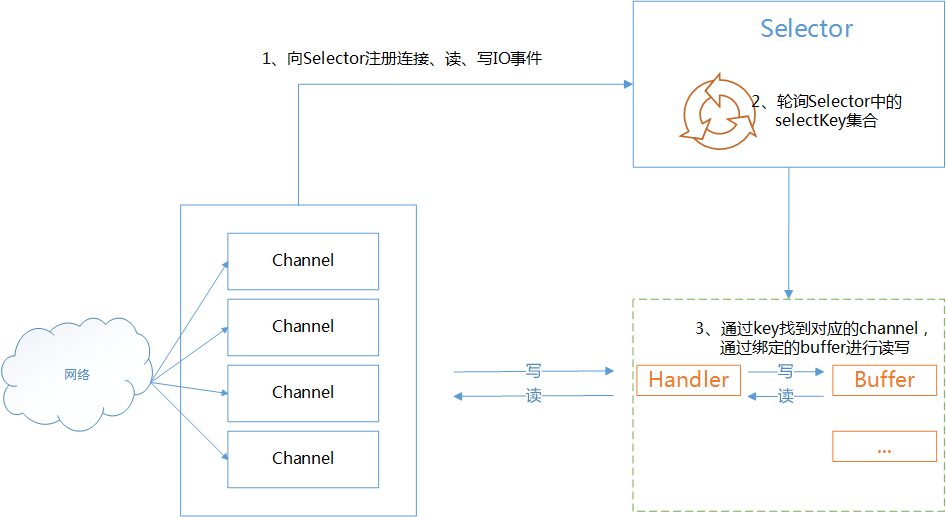 Selector
1、向Selector注册连接、读、写IO事件
2、轮词Selector中的
selectKey集合
Channel
Channel
Channel
Channel
网络
3、通过key找到对应的channel，
通过绑定的buffer进行读写
写
读
Handler
写
读
Buffer
...